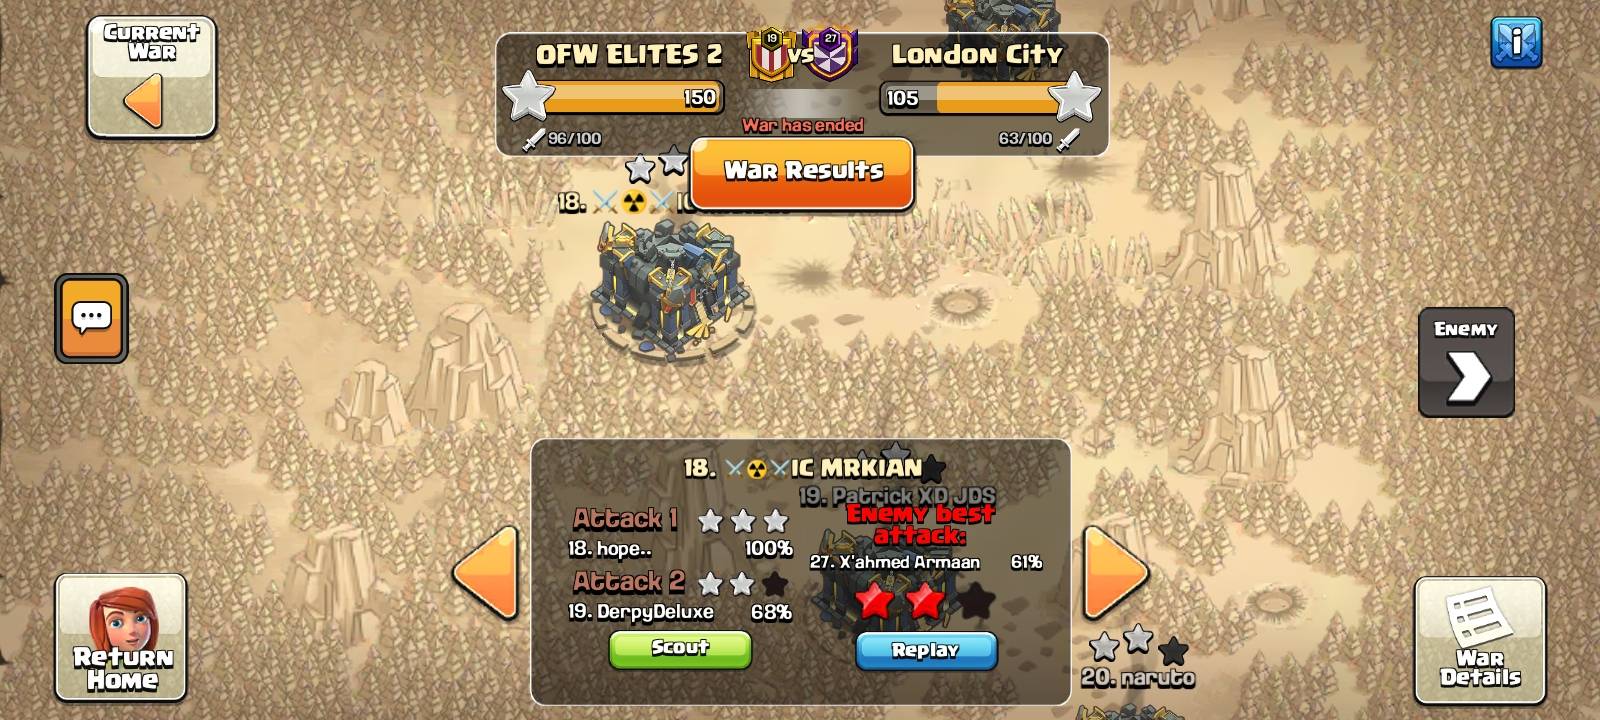 Current
War
OFW ELITES 2
19
vs
27
London City
150
105
War has ended
96/100
63/100
War Results
18.
Enemy
18. ⚔☢⚔IC MRKIAN
19. Patrick XD JDS
Attack 1
Enemy best
attack:
18. hope..
100%
27. X'ahmed Armaan
61%
Attack 2
19. DerpyDeluxe
68%
Scout
Replay
Return
Home
20. naruto
War
Details